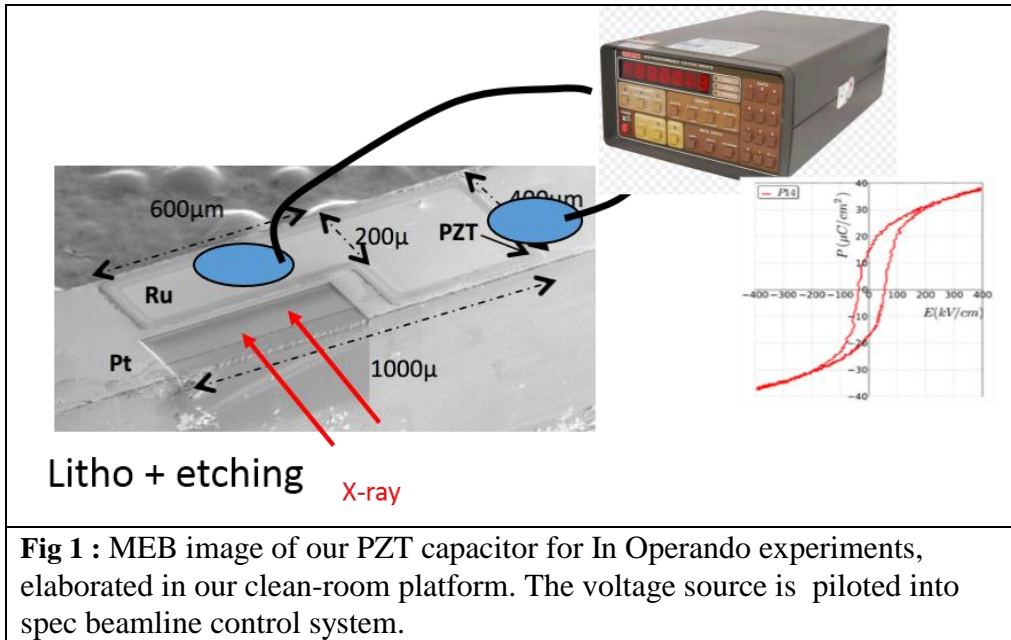 600µm
400µm
200µ
PZT
Ru
Pt
1000µ
Litho + etching
X-ray
P14
P(µC/cm²)
40
30
20
10
0
−10
−20
−30
−40
−400 −300 −200 −100 0 100 200 300 400
E(kV/cm)
Fig 1 : MEB image of our PZT capacitor for In Operando experiments,
elaborated in our clean-room platform. The voltage source is piloted into
spec beamline control system.